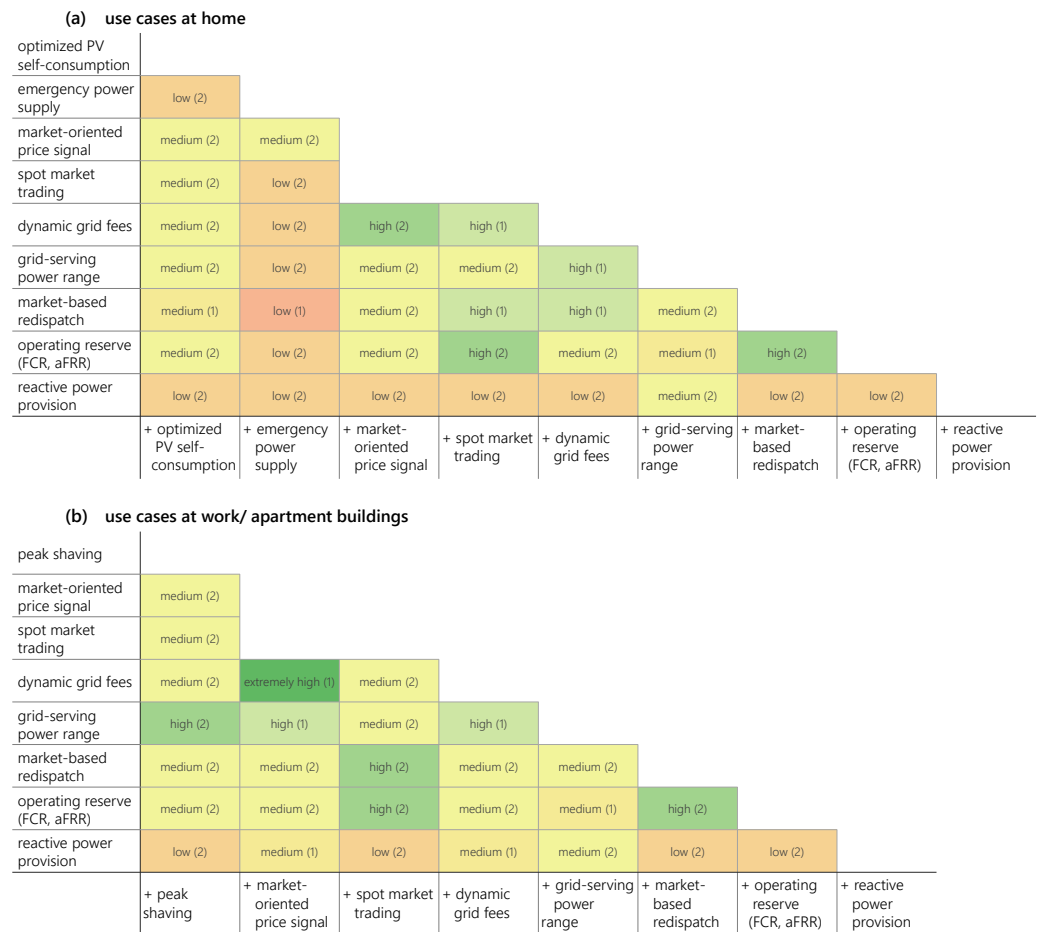 (a) use cases at home
optimized PV
self-consumption
emergency power
supply
low (2)
market-oriented
price signal
medium (2) medium (2)
spot market
trading
medium (2) low (2)
dynamic grid fees medium (2) low (2) high (2) high (1)
grid-serving
power range
medium (2) low (2) medium (2) medium (2) high (1)
market-based
redispatch
medium (1) low (1) medium (2) high (1) high (1) medium (2)
operating reserve
(FCR, aFRR)
medium (2) low (2) medium (2) high (2) medium (2) medium (1) high (2)
reactive power
provision
low (2) low (2) low (2) low (2) low (2) medium (2) low (2) low (2)
+ optimized
PV self-
consumption
+ emergency
power
supply
+ market-
oriented
price signal
+ spot market
trading
+ dynamic
grid fees
+ grid-serving
power
range
+ market-
based
redispatch
+ operating
reserve
(FCR, aFRR)
+ reactive
power
provision
(b) use cases at work/ apartment buildings
peak shaving
market-oriented
price signal
medium (2)
spot market
trading
medium (2)
dynamic grid fees medium (2) extremely high (1) medium (2)
grid-serving
power range
high (2) high (1) medium (2) high (1)
market-based
redispatch
medium (2) medium (2) high (2) medium (2) medium (2)
operating reserve
(FCR, aFRR)
medium (2) medium (2) high (2) medium (2) medium (1) high (2)
reactive power
provision
low (2) medium (1) low (2) medium (1) medium (2) low (2) low (2)
+ peak
shaving
+ market-
oriented
price signal
+ spot market
trading
+ dynamic
grid fees
+ grid-serving
power
range
+ market-
based
redispatch
+ operating
reserve
(FCR, aFRR)
+ reactive
power
provision